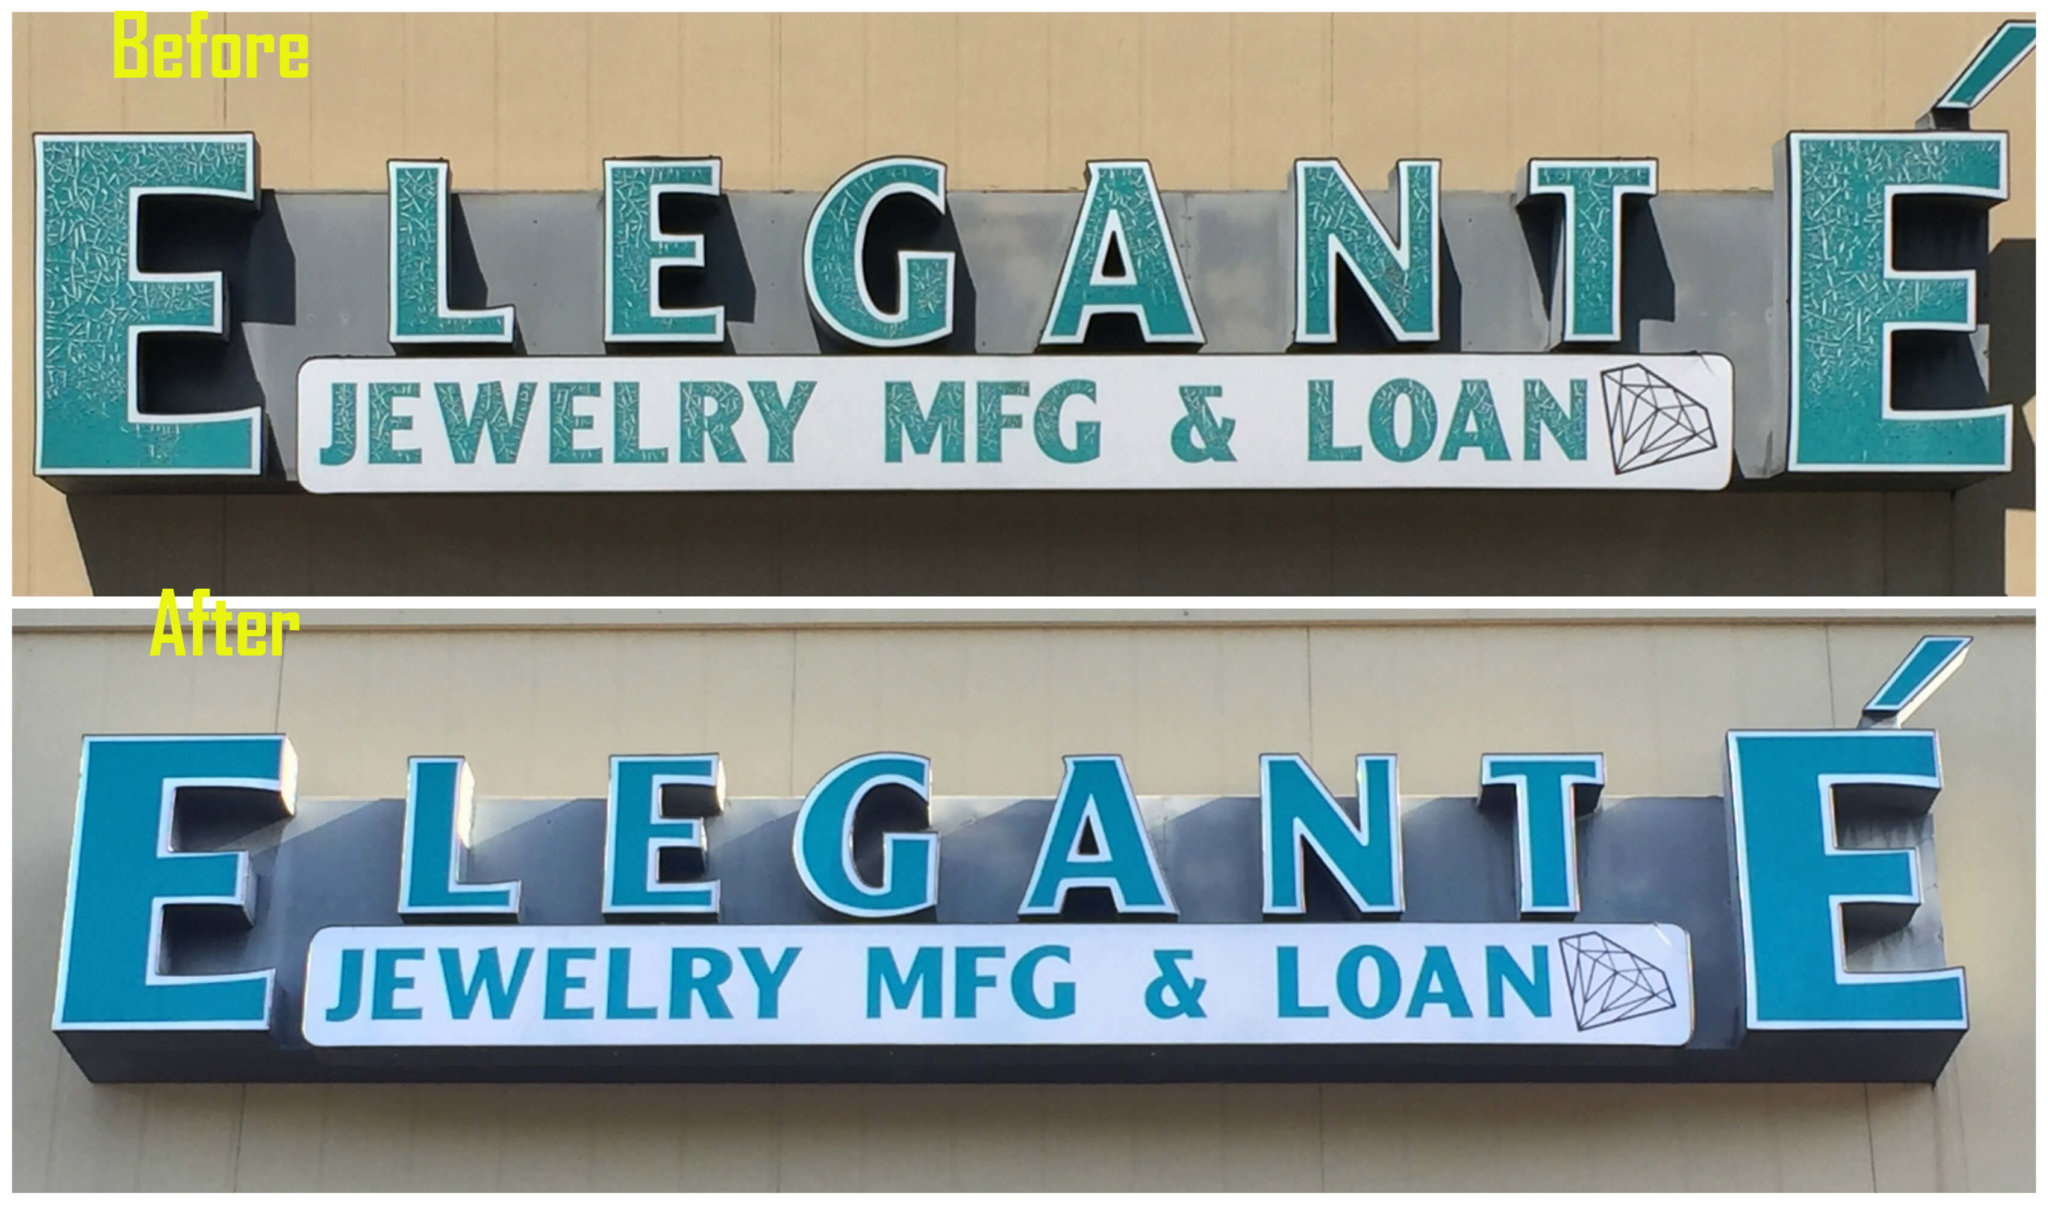 Before
ELEGANTÉ
JEWELRY MFG & LOAN
After
ELEGANTÉ
JEWELRY MFG & LOAN